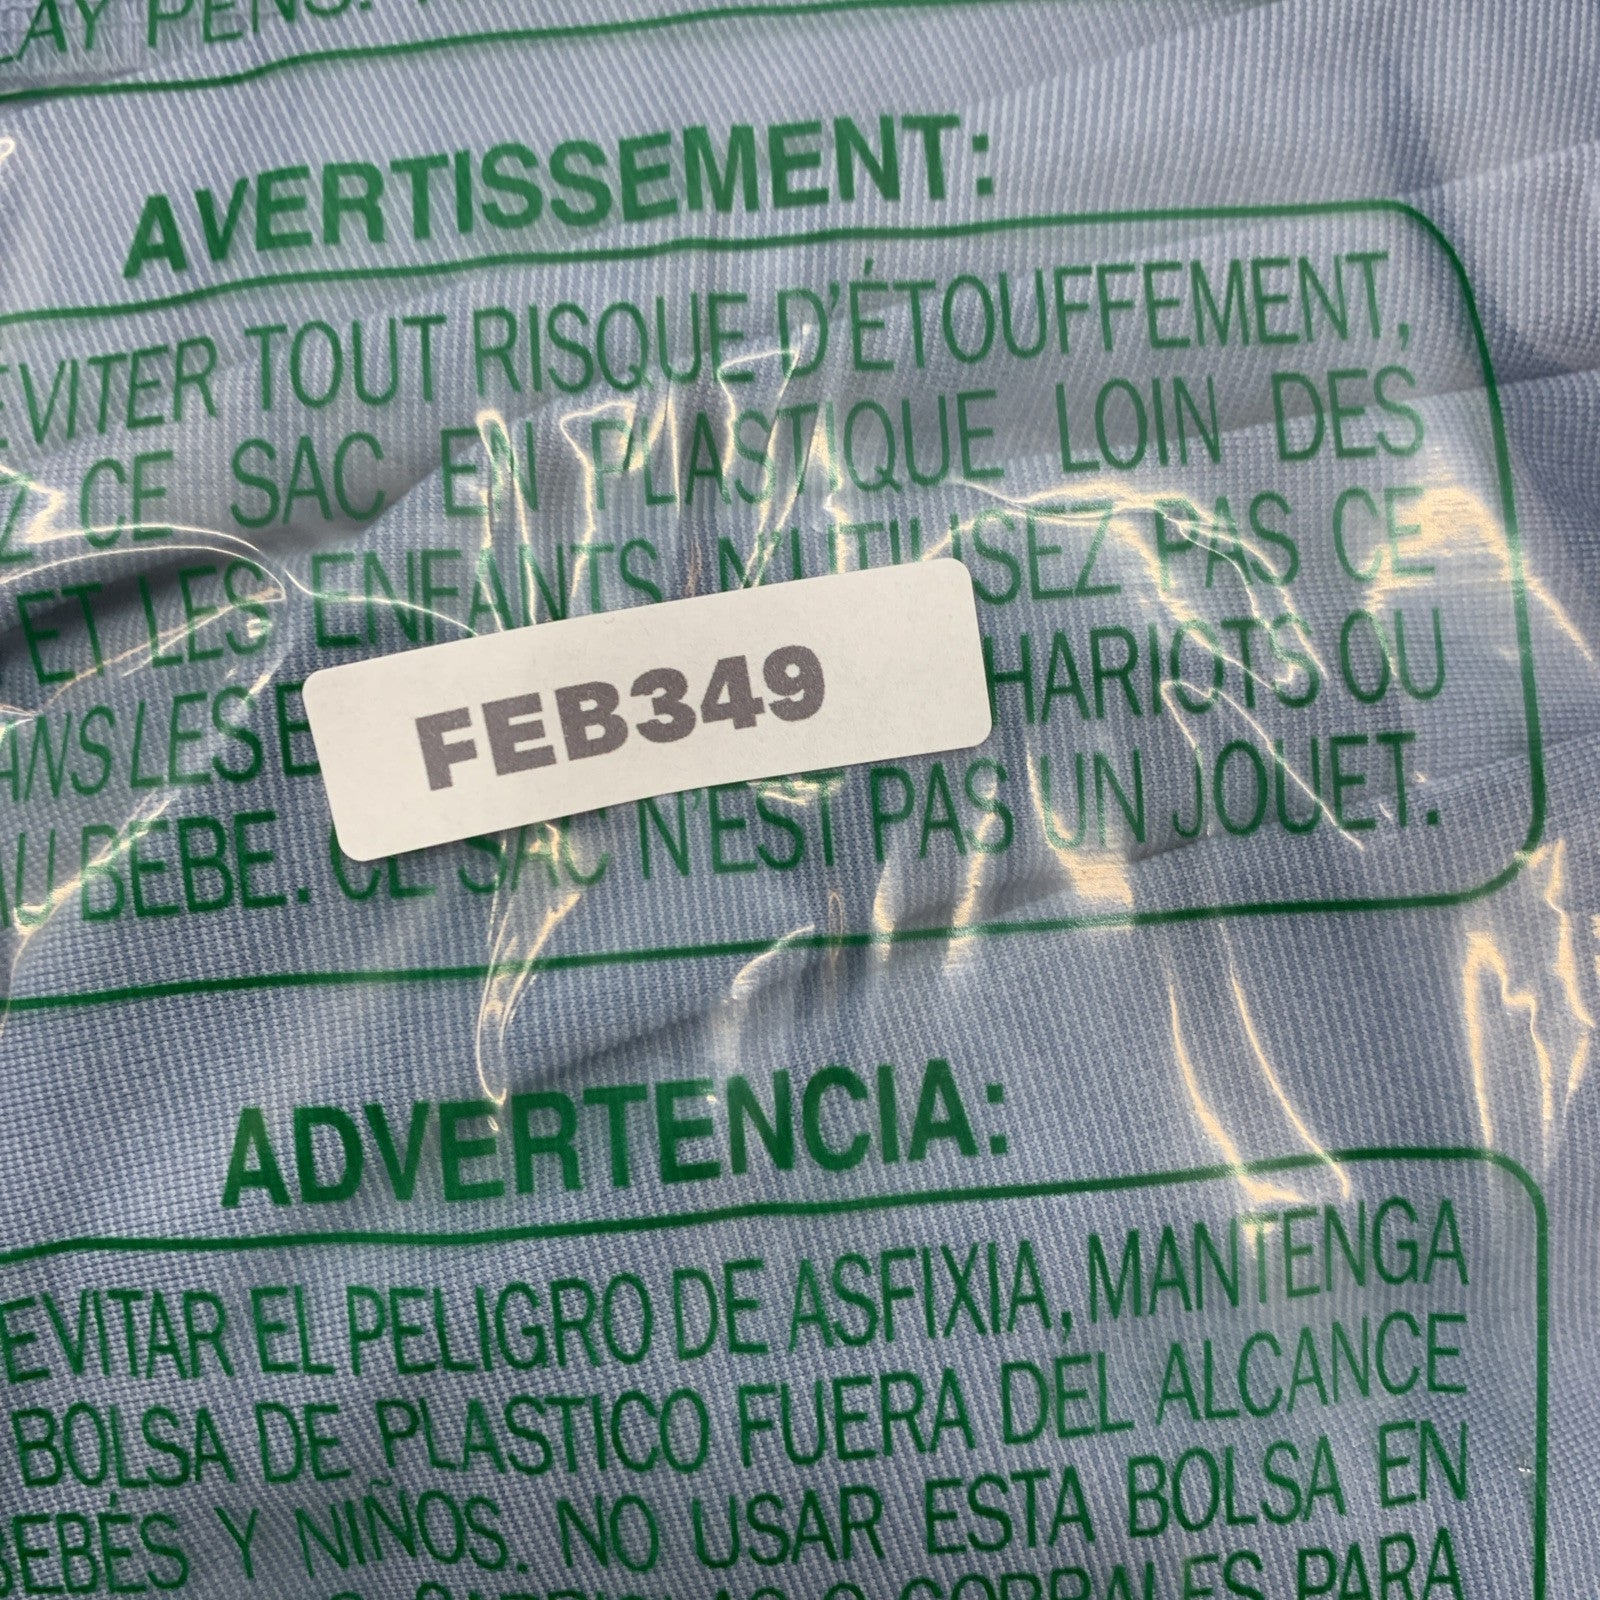 LAY PENS.
AVERTISSEMENT:
EVITER TOUT RISQUE D'ÉTOUFFEMENT,
CE SAC EN PLASTIQUE LOIN DES
ET LES ENFANTS. N'UTILISEZ PAS CE
ANS LES B HARIOTS OU
FEB349
AU BEBE. CE SAC N'EST PAS UN JOUET.
ADVERTENCIA:
EVITAR EL PELIGRO DE ASFIXIA, MANTENGA
BOLSA DE PLASTICO FUERA DEL ALCANCE
BEBÉS Y NIÑOS. NO USAR ESTA BOLSA EN
O CORRALES PARA